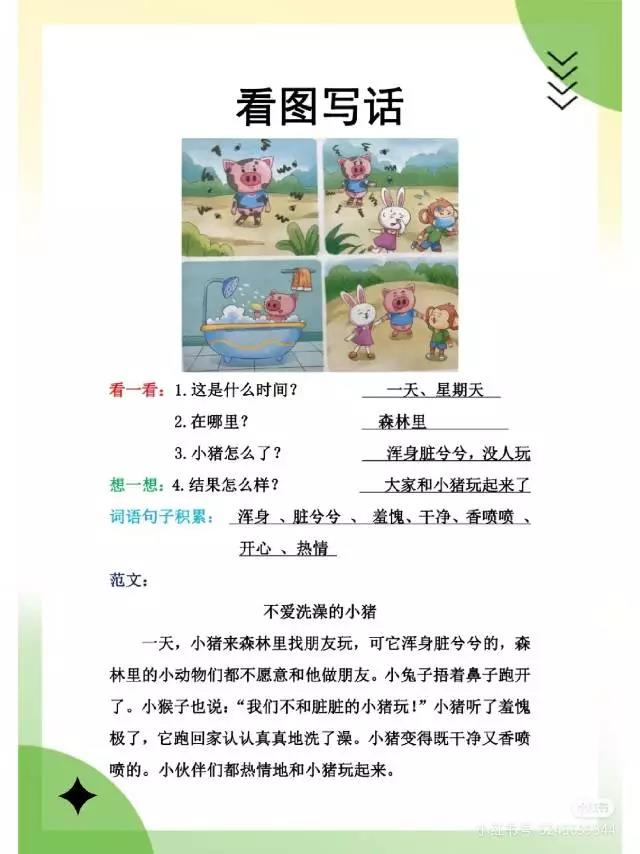 看图写话
看一看：1.这是什么时间？ 一天、星期天
2.在哪里？ 森林里
3.小猪怎么了？ 浑身脏兮兮，没人玩
想一想：4.结果怎么样？ 大家和小猪玩起来了
词语句子积累： 浑身 、脏兮兮 、 羞愧、干净、香喷喷 、
开心 、热情
范文：
不爱洗澡的小猪
一天，小猪来森林里找朋友玩，可它浑身脏兮兮的，森
林里的小动物们都不愿意和他做朋友。小兔子捂着鼻子跑开
了。小猴子也说：“我们不和脏脏的小猪玩！”小猪听了羞愧
极了，它跑回家认认真真地洗了澡。小猪变得既干净又香喷
喷的。小伙伴们都热情地和小猪玩起来。
小红书
小红书号